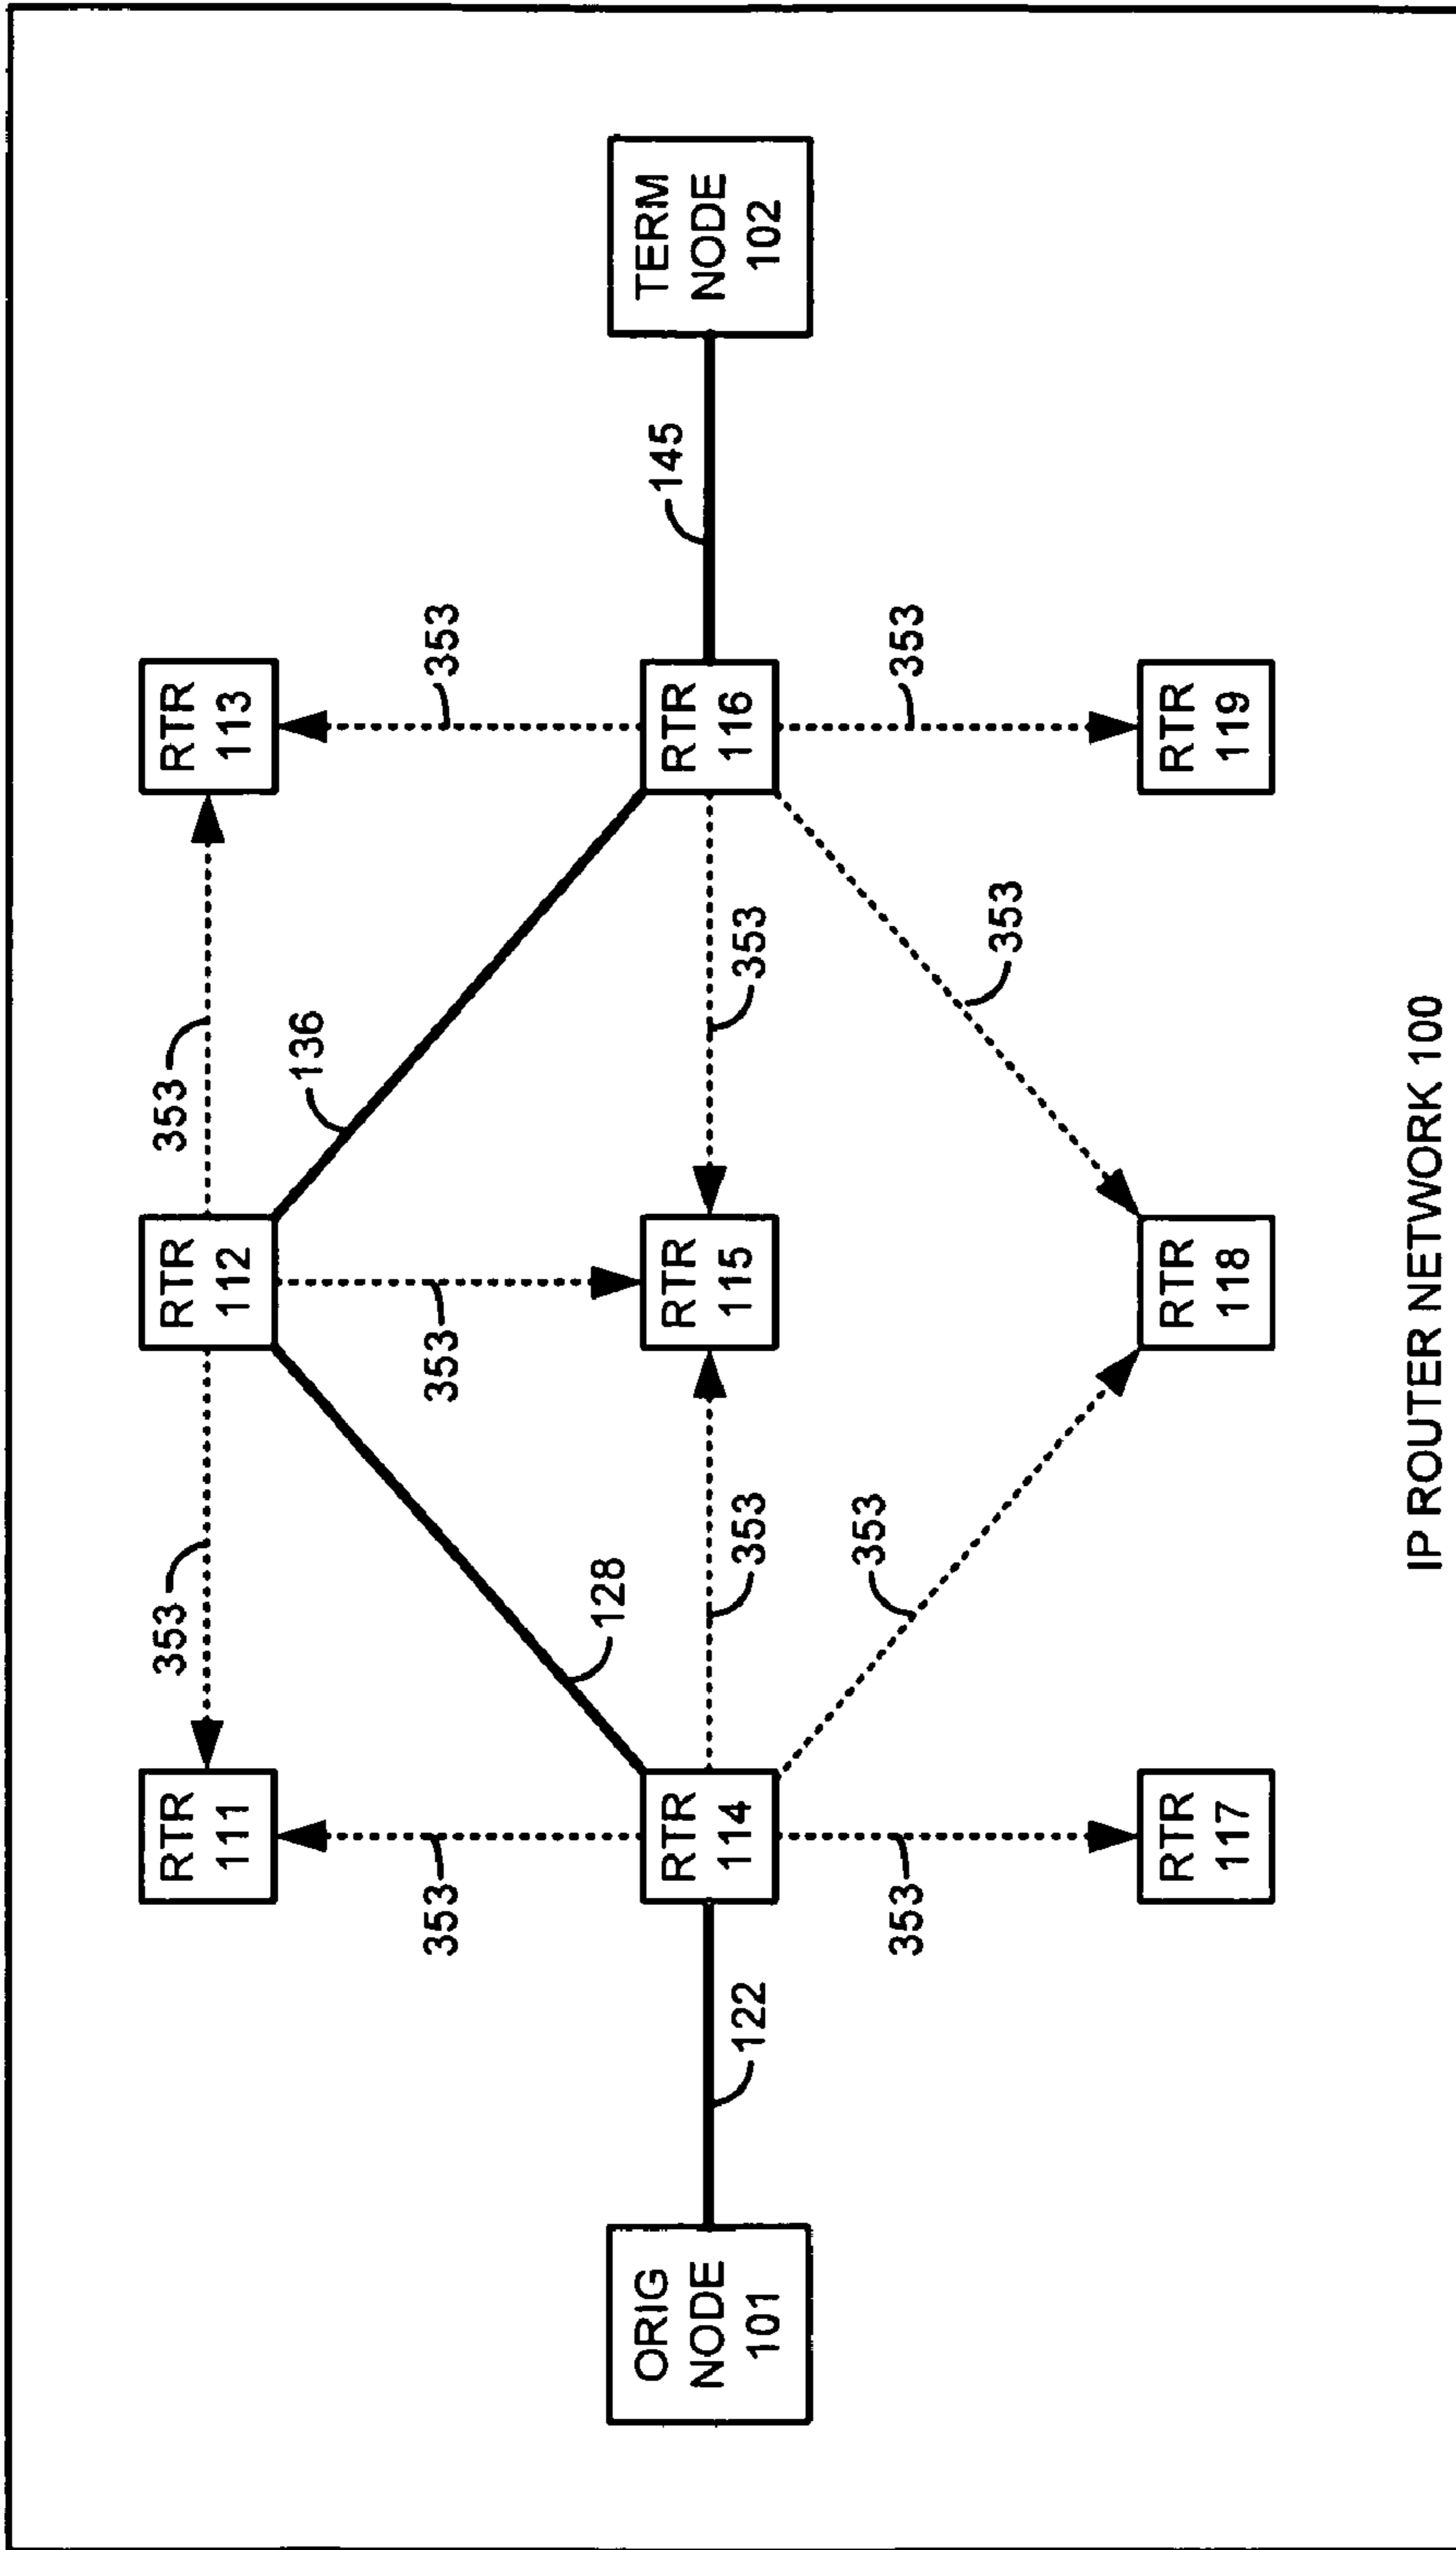 353
353
RTR
111
RTR
112
RTR
113
136
353
353
353
128
145
ORIG
NODE
101
RTR
114
RTR
115
RTR
116
TERM
NODE
102
122
353
353
353
353
353
353
RTR
117
RTR
118
RTR
119
IP ROUTER NETWORK 100